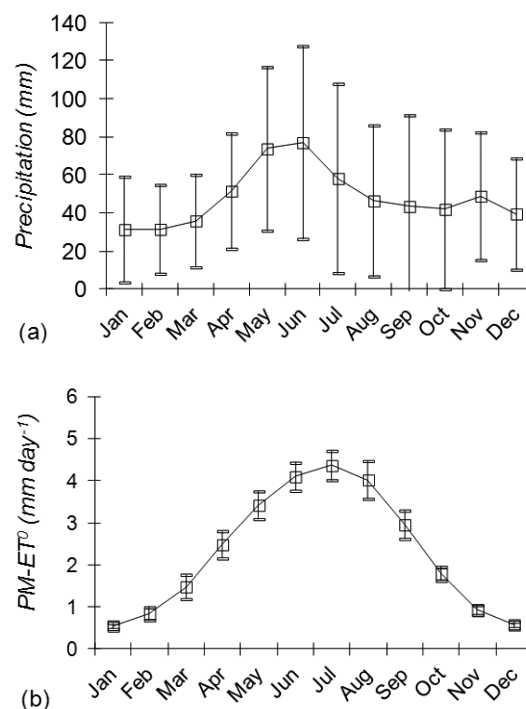 Precipitation (mm)
140
120
100
80
60
40
20
0
Jan
Feb
Mar
Apr
May
Jun
Jul
Aug
Sep
Oct
Nov
Dec
(a)
PM-ET⁰ (mm day⁻¹)
6
5
4
3
2
1
0
Jan
Feb
Mar
Apr
May
Jun
Jul
Aug
Sep
Oct
Nov
Dec
(b)